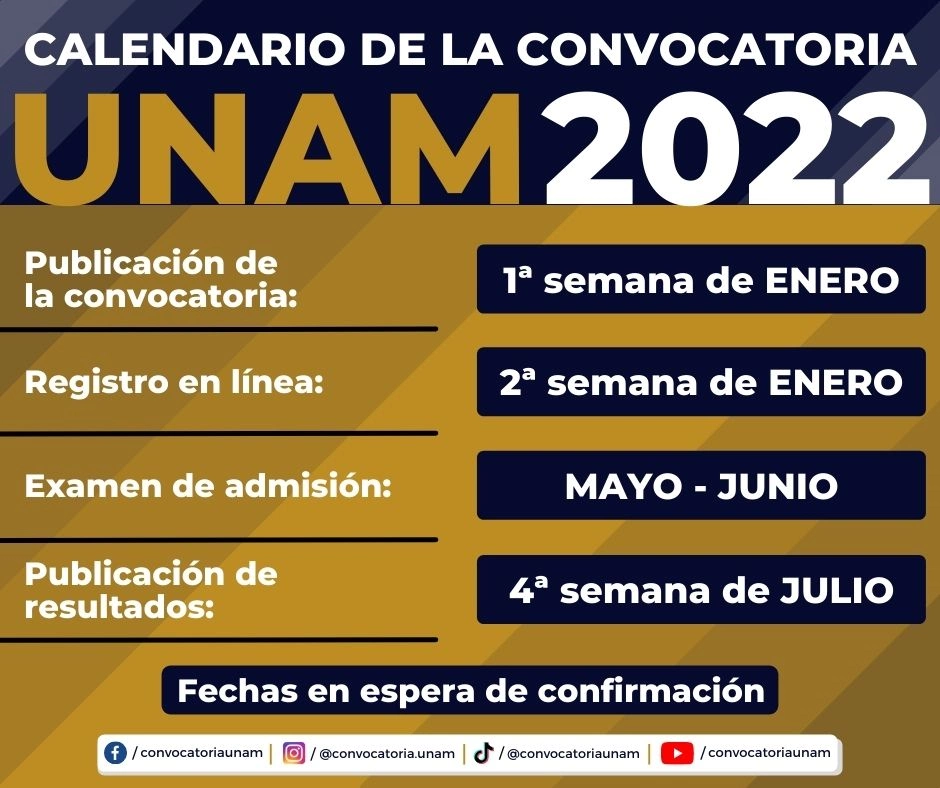 CALENDARIO DE LA CONVOCATORIA
UNAM 2022
Publicación de
la convocatoria:
1ª semana de ENERO
Registro en línea:
2ª semana de ENERO
Examen de admisión:
MAYO - JUNIO
Publicación de
resultados:
4ª semana de JULIO
Fechas en espera de confirmación
/ convocatoriaunam | / @convocatoria.unam | / @convocatoriaunam | / convocatoriaunam